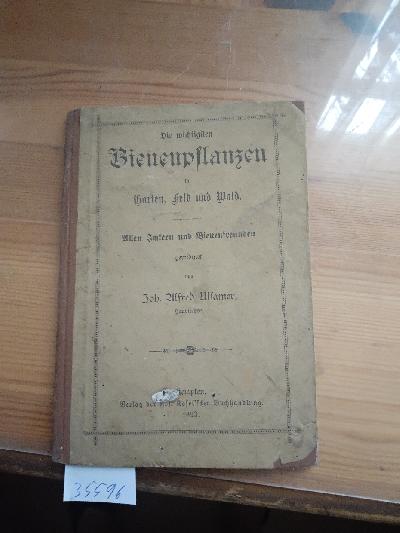 Die wichtigsten
Bienenpflanzen
in
Garten, Feld und Wald.
Allen Imkern und Bienenfreunden
gewidmet
von
Joh. Alfred Ulsamer,
Kempten.
Verlag der Jos. Kösel'schen Buchhandlung.